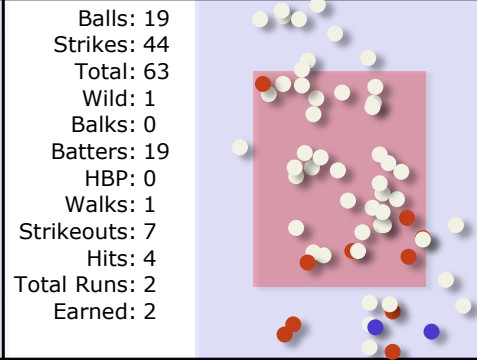 Balls: 19
Strikes: 44
Total: 63
Wild: 1
Balks: 0
Batters: 19
HBP: 0
Walks: 1
Strikeouts: 7
Hits: 4
Total Runs: 2
Earned: 2